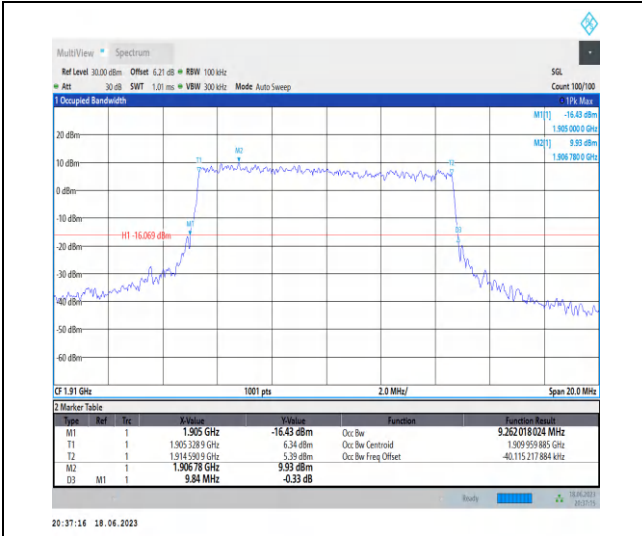 MultiView Spectrum
Ref Level 30.00 dBm Offset 6.21 dB RBW 100 kHz SGL
Att 30 dB SWT 1.01 ms VBW 300 kHz Mode Auto Sweep Count 100/100
1 Occupied Bandwidth 1Pk Max
M1[1] -16.43 dBm
1.905 000 0 GHz
M2[1] 9.93 dBm
1.906 780 0 GHz
20 dBm
M2
T1
T2
10 dBm
0 dBm
-10 dBm
M1
D3
H1 -16.069 dBm
-20 dBm
-30 dBm
-40 dBm
-50 dBm
-60 dBm
CF 1.91 GHz 1001 pts 2.0 MHz/ Span 20.0 MHz
2 Marker Table
Type Ref Trc X-Value Y-Value Function Function Result
M1 1 1.905 GHz -16.43 dBm Occ Bw 9.262 018 024 MHz
T1 1 1.905 328 9 GHz 6.34 dBm Occ Bw Centroid 1.909 959 885 GHz
T2 1 1.914 590 9 GHz 5.39 dBm Occ Bw Freq Offset -40.115 217 884 kHz
M2 1 1.906 78 GHz 9.93 dBm
D3 M1 1 9.84 MHz -0.33 dB
Ready 18.06.2023
20:37:15
20:37:16 18.06.2023